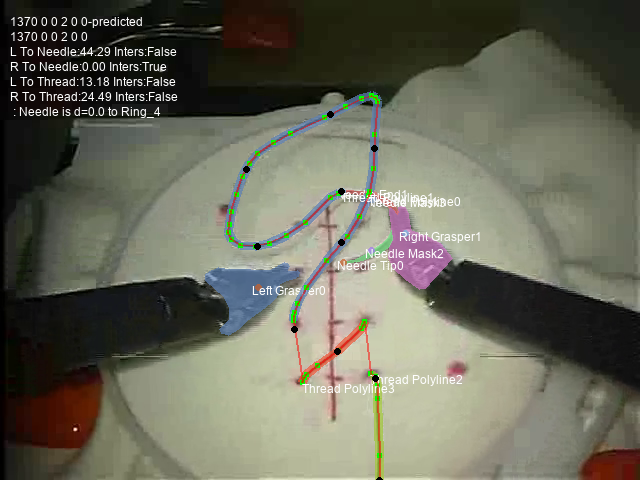 1370 0 0 2 0 0-predicted
1370 0 0 2 0 0
L To Needle:44.29 Inters:False
R To Needle:0.00 Inters:True
L To Thread:13.18 Inters:False
R To Thread:24.49 Inters:False
: Needle is d=0.0 to Ring_4
Right Grasper1
Needle Mask2
Needle Tip0
Left Grasper0
Thread Polyline2
Thread Polyline3